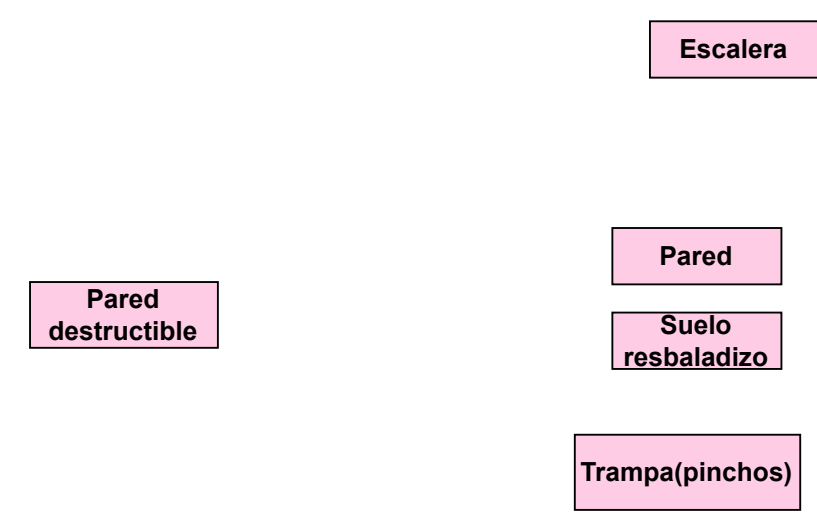 Escalera
Pared
Pared
destructible
Suelo
resbaladizo
Trampa(pinchos)